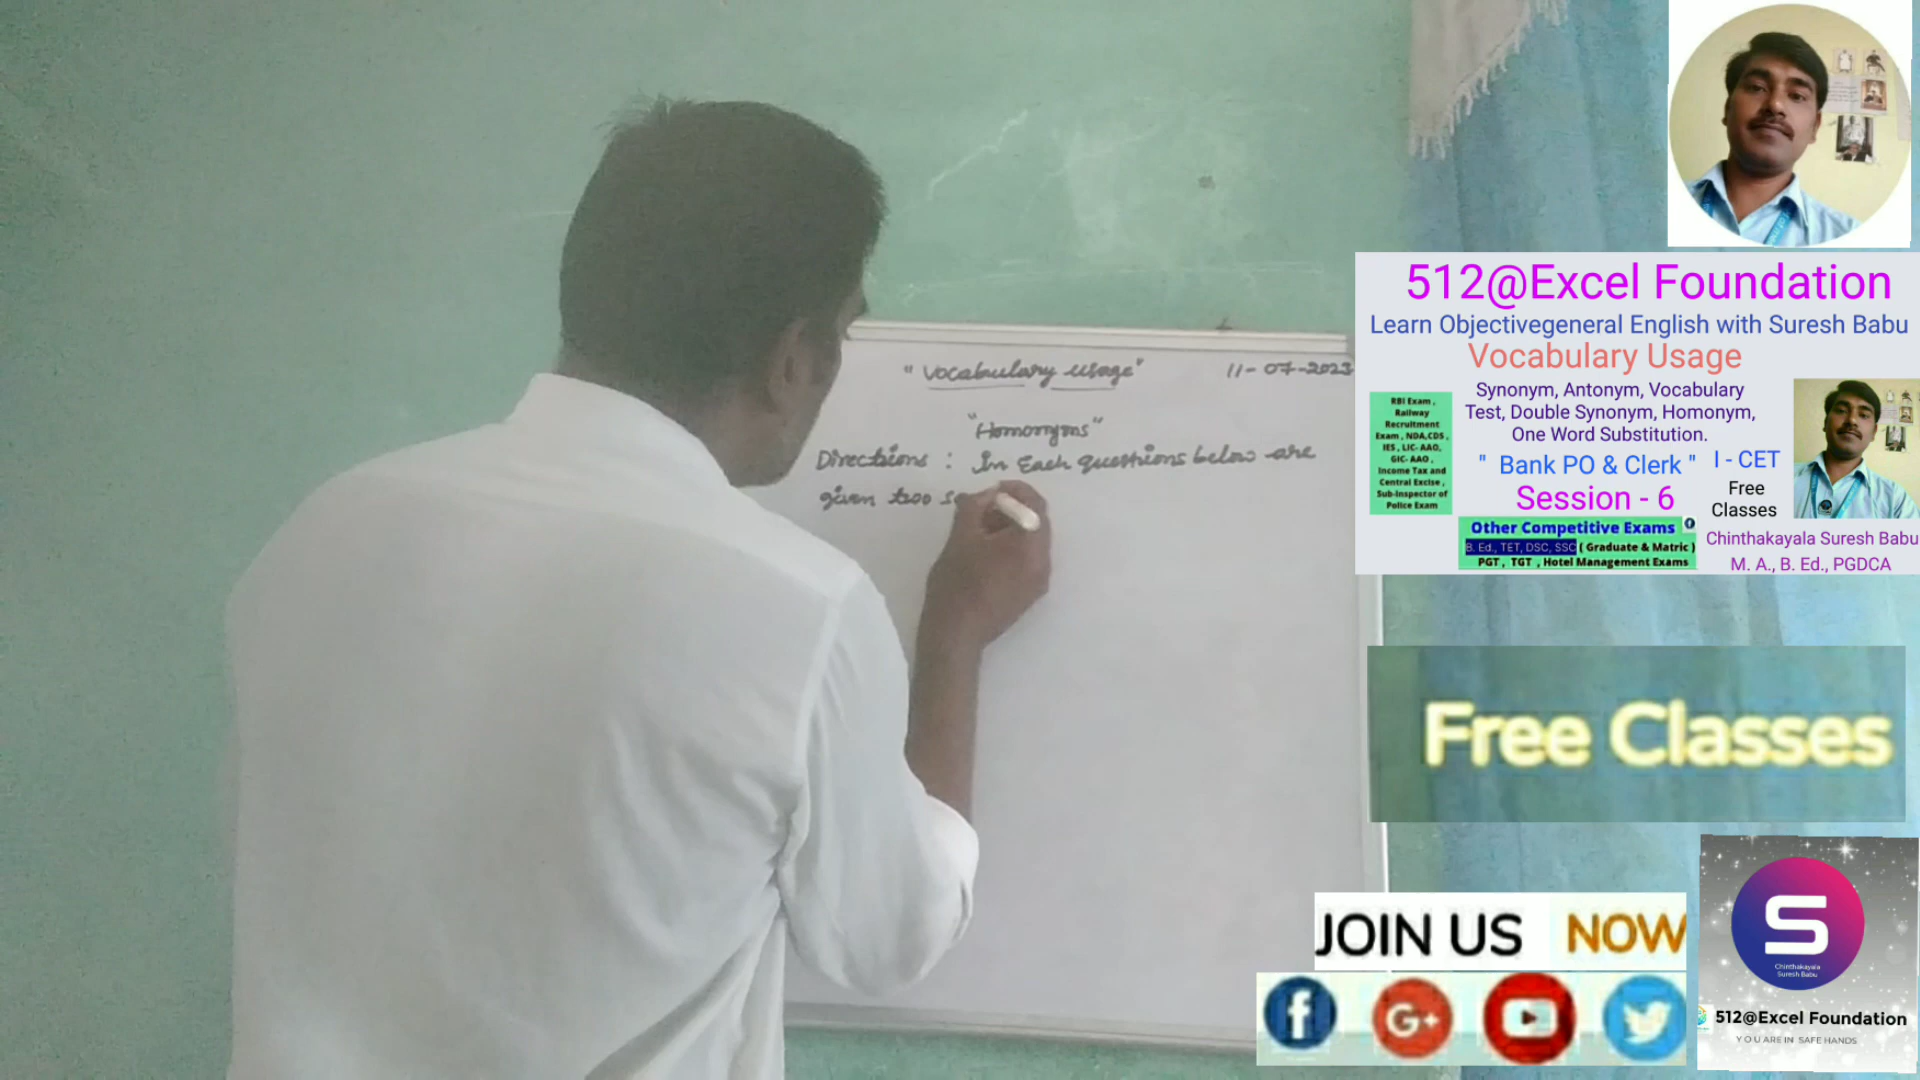 "Vocabulary usage" 11-07-2023
"Homonyms"
Directions : In Each questions below are
given two se
512@Excel Foundation
Learn Objectivegeneral English with Suresh Babu
Vocabulary Usage
Synonym, Antonym, Vocabulary
Test, Double Synonym, Homonym,
One Word Substitution.
" Bank PO & Clerk " I - CET
Session - 6
Free
Classes
RBI Exam ,
Railway
Recruitment
Exam , NDA,CDS ,
IES , LIC-AAO,
GIC- AAO ,
Income Tax and
Central Excise ,
Sub-Inspector of
Police Exam
Other Competitive Exams
B. Ed., TET, DSC, SSC ( Graduate & Matric )
PGT , TGT , Hotel Management Exams
Chinthakayala Suresh Babu
M. A., B. Ed., PGDCA
Free Classes
JOIN US NOW
f G+
S
Chinthakayala
Suresh Babu
512@Excel Foundation
YOU ARE IN SAFE HANDS